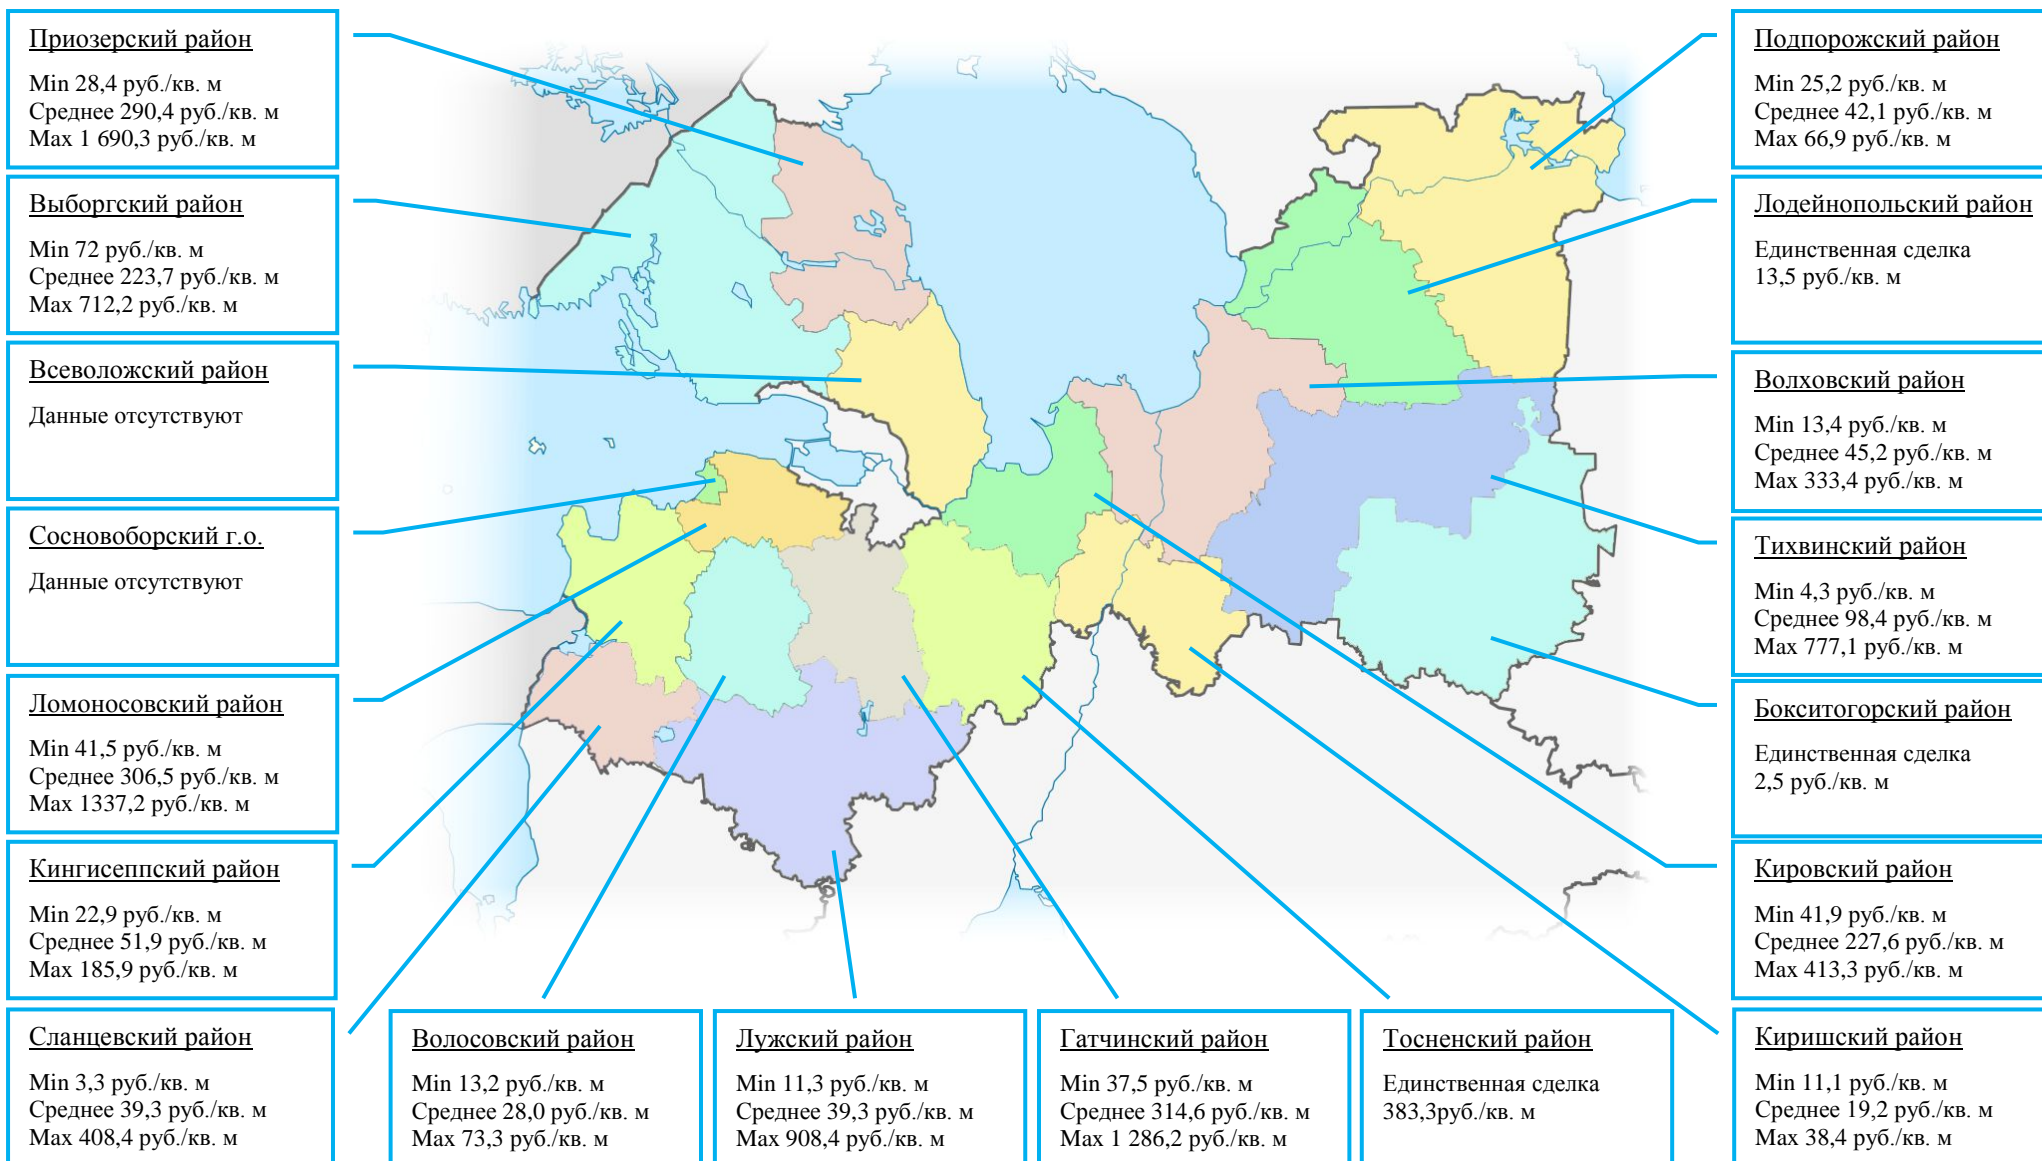 Приозерский район
Min 28,4 руб./кв. м
Среднее 290,4 руб./кв. м
Max 1 690,3 руб./кв. м
Выборгский район
Min 72 руб./кв. м
Среднее 223,7 руб./кв. м
Max 712,2 руб./кв. м
Всеволожский район
Данные отсутствуют
Сосновоборский г.о.
Данные отсутствуют
Ломоносовский район
Min 41,5 руб./кв. м
Среднее 306,5 руб./кв. м
Max 1337,2 руб./кв. м
Кингисеппский район
Min 22,9 руб./кв. м
Среднее 51,9 руб./кв. м
Max 185,9 руб./кв. м
Сланцевский район
Min 3,3 руб./кв. м
Среднее 39,3 руб./кв. м
Max 408,4 руб./кв. м
Волосовский район
Min 13,2 руб./кв. м
Среднее 28,0 руб./кв. м
Max 73,3 руб./кв. м
Лужский район
Min 11,3 руб./кв. м
Среднее 39,3 руб./кв. м
Max 908,4 руб./кв. м
Гатчинский район
Min 37,5 руб./кв. м
Среднее 314,6 руб./кв. м
Max 1 286,2 руб./кв. м
Тосненский район
Единственная сделка
383,3руб./кв. м
Подпорожский район
Min 25,2 руб./кв. м
Среднее 42,1 руб./кв. м
Max 66,9 руб./кв. м
Лодейнопольский район
Единственная сделка
13,5 руб./кв. м
Волховский район
Min 13,4 руб./кв. м
Среднее 45,2 руб./кв. м
Max 333,4 руб./кв. м
Тихвинский район
Min 4,3 руб./кв. м
Среднее 98,4 руб./кв. м
Max 777,1 руб./кв. м
Бокситогорский район
Единственная сделка
2,5 руб./кв. м
Кировский район
Min 41,9 руб./кв. м
Среднее 227,6 руб./кв. м
Max 413,3 руб./кв. м
Киришский район
Min 11,1 руб./кв. м
Среднее 19,2 руб./кв. м
Max 38,4 руб./кв. м